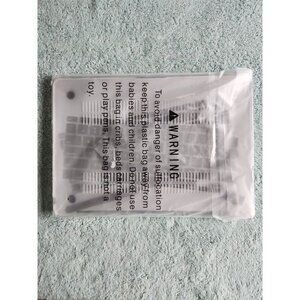 ⚠ WARNING
To avoid danger of suffocation
keep this plastic bag away from
babies and children. Do not use
this bag in cribs, beds carriages
or play pens. This bag is not a
toy.